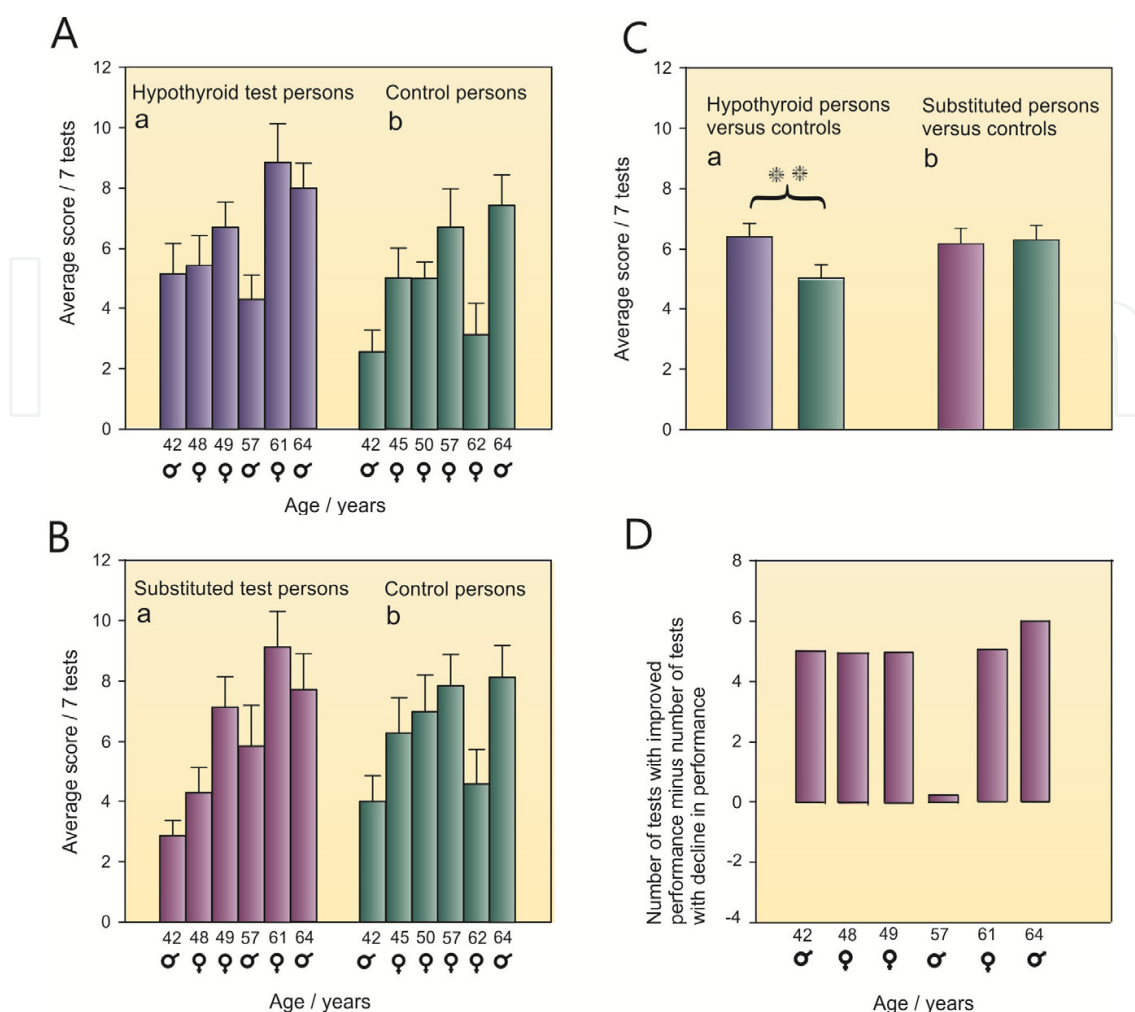 A
12
10
8
6
4
2
0
Average score / 7 tests
Hypothyroid test persons
a
Control persons
b
42 48 49 57 61 64
♂ ♀ ♀ ♂ ♀ ♂
42 45 50 57 62 64
♂ ♀ ♀ ♀ ♀ ♂
Age / years
C
12
10
8
6
4
2
0
Average score / 7 tests
Hypothyroid persons
versus controls
a
Substituted persons
versus controls
b
B
12
10
8
6
4
2
0
Average score / 7 tests
Substituted test persons
a
Control persons
b
42 48 49 57 61 64
♂ ♀ ♀ ♂ ♀ ♂
42 45 50 57 62 64
♂ ♀ ♀ ♀ ♀ ♂
Age / years
D
8
6
4
2
0
-2
-4
Number of tests with improved
performance minus number of tests
with decline in performance
42 48 49 57 61 64
♂ ♀ ♀ ♂ ♀ ♂
Age / years